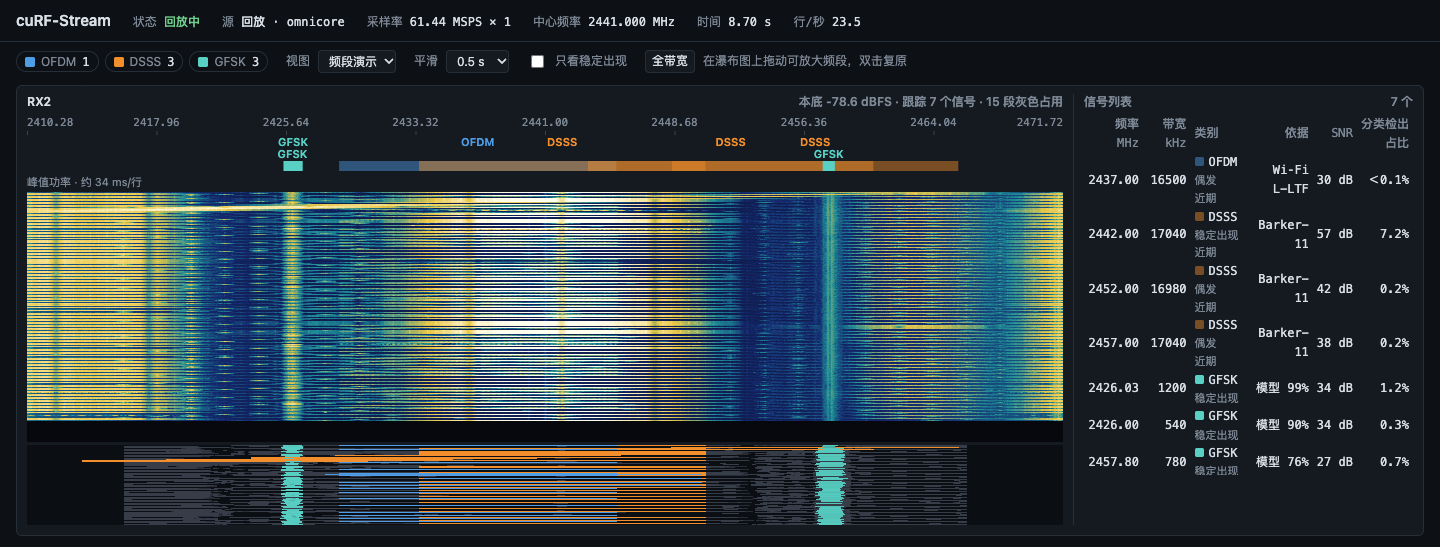 cuRF-Stream 状态 回放中 源 回放 · omnicore 采样率 61.44 MSPS × 1 中心频率 2441.000 MHz 时间 8.70 s 行/秒 23.5
OFDM 1 DSSS 3 GFSK 3 视图 频段演示 平滑 0.5 s 只看稳定出现 全带宽 在瀑布图上拖动可放大频段，双击复原
RX2 本底 -78.6 dBFS · 跟踪 7 个信号 · 15 段灰色占用
2410.28 2417.96 2425.64 2433.32 2441.00 2448.68 2456.36 2464.04 2471.72
GFSK OFDM DSSS DSSS DSSS
GFSK GFSK
峰值功率 · 约 34 ms/行
信号列表 7 个
频率 MHz 带宽 kHz 类别 依据 SNR 分类检出占比
2437.00 16500 OFDM 偶发 近期 Wi-Fi L-LTF 30 dB <0.1%
2442.00 17040 DSSS 稳定出现 近期 Barker-11 57 dB 7.2%
2452.00 16980 DSSS 偶发 近期 Barker-11 42 dB 0.2%
2457.00 17040 DSSS 偶发 近期 Barker-11 38 dB 0.2%
2426.03 1200 GFSK 稳定出现 模型 99% 34 dB 1.2%
2426.00 540 GFSK 稳定出现 模型 90% 34 dB 0.3%
2457.80 780 GFSK 稳定出现 模型 76% 27 dB 0.7%